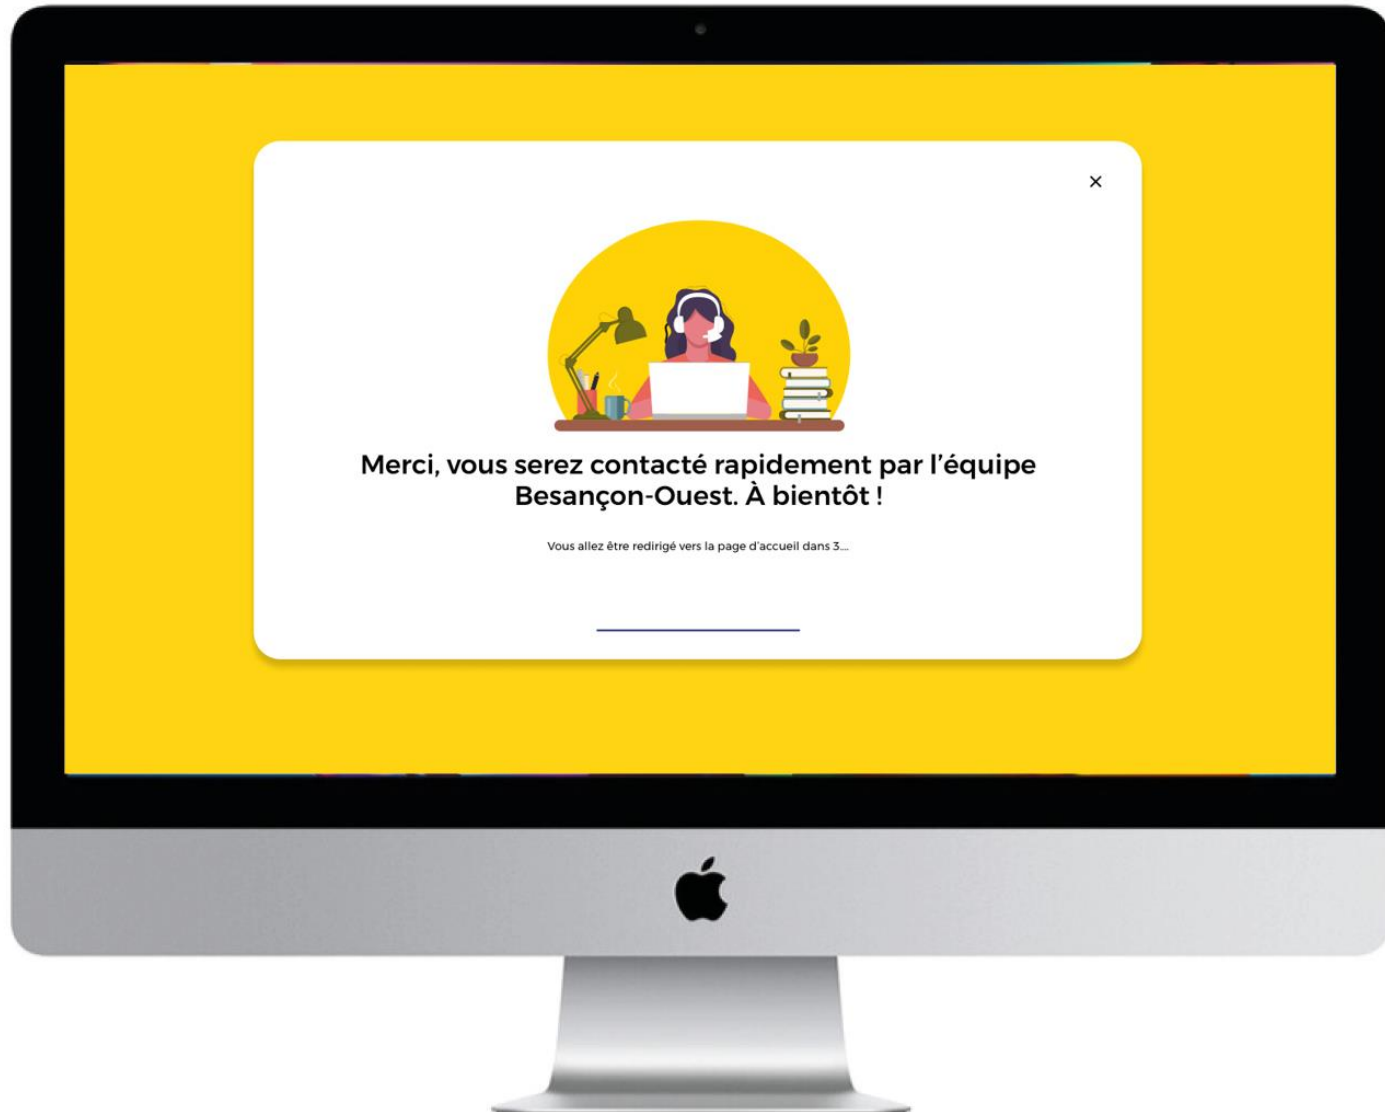 Merci, vous serez contacté rapidement par l’équipe
Besançon-Ouest. À bientôt !
Vous allez être redirigé vers la page d’accueil dans 3....